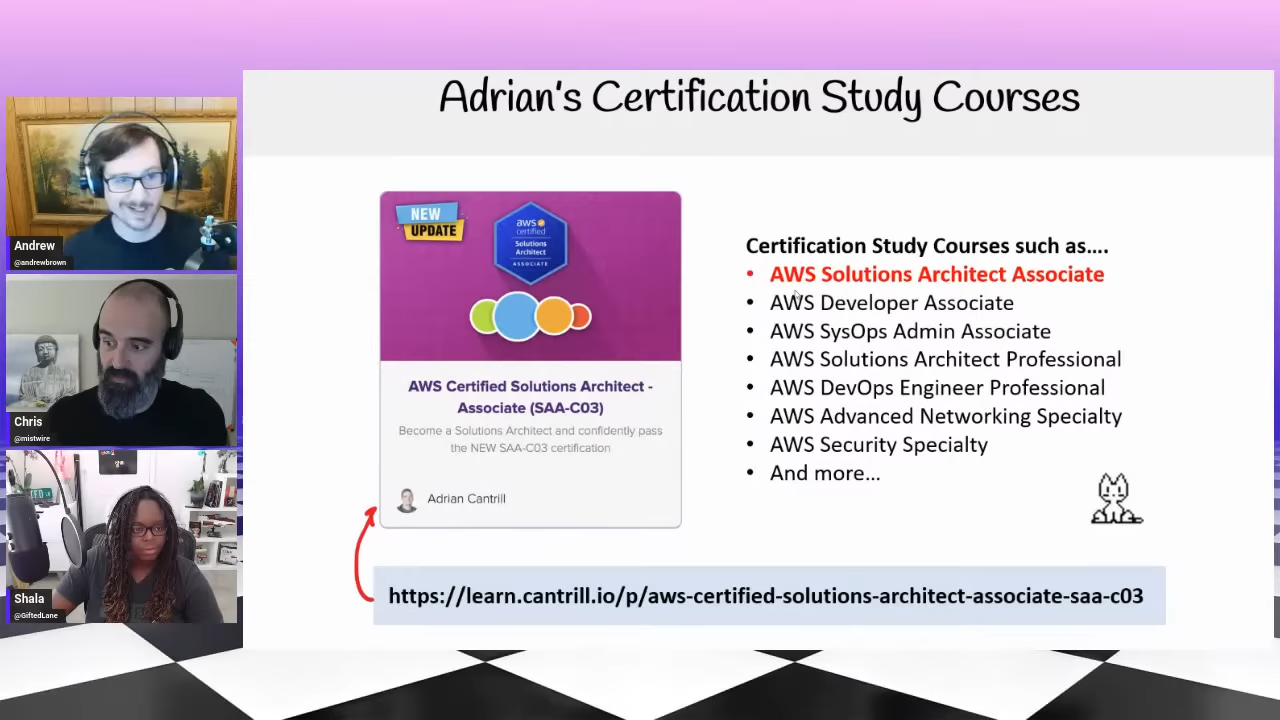 Adrian's Certification Study Courses
NEW
UPDATE
aws
certified
Solutions
Architect
ASSOCIATE
AWS Certified Solutions Architect -
Associate (SAA-C03)
Become a Solutions Architect and confidently pass
the NEW SAA-C03 certification
Adrian Cantrill
Certification Study Courses such as....
• AWS Solutions Architect Associate
• AWS Developer Associate
• AWS SysOps Admin Associate
• AWS Solutions Architect Professional
• AWS DevOps Engineer Professional
• AWS Advanced Networking Specialty
• AWS Security Specialty
• And more...
https://learn.cantrill.io/p/aws-certified-solutions-architect-associate-saa-c03
Andrew
@andrewbrown
Chris
@mistwire
Shala
@GiftedLane